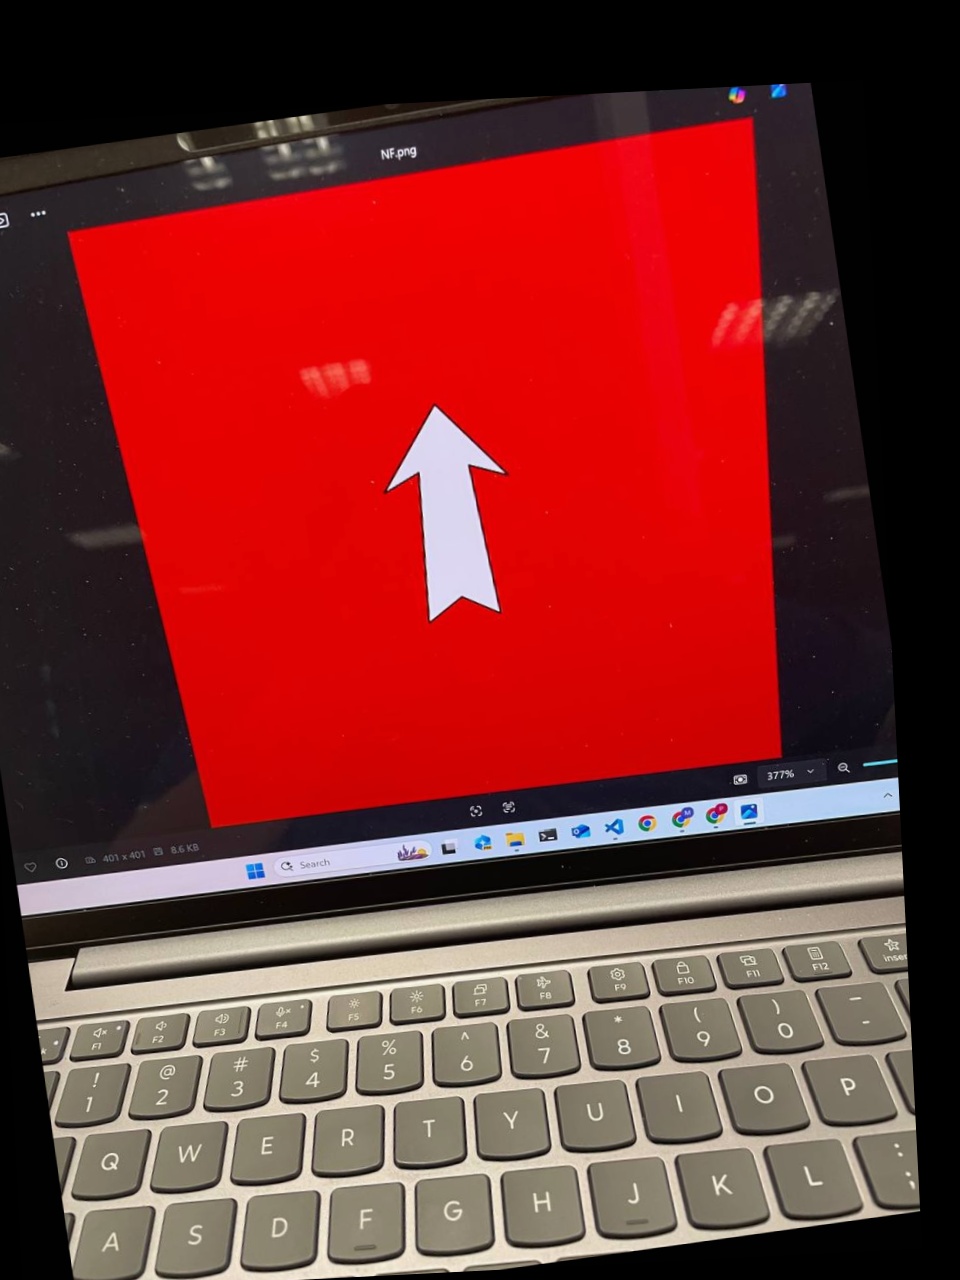 NF.png
377%
401 x 401 8.6 KB
Search
F1 F2 F3 F4 F5 F6 F7 F8 F9 F10 F11 F12
! @ # $ % ^ & * ( ) _
1 2 3 4 5 6 7 8 9 0 -
Q W E R T Y U I O P
A S D F G H J K L : ;